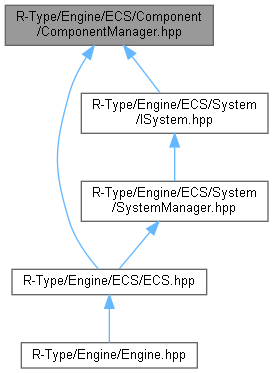 R-Type/Engine/ECS/Component
/ComponentManager.hpp
R-Type/Engine/ECS/System
/ISystem.hpp
R-Type/Engine/ECS/System
/SystemManager.hpp
R-Type/Engine/ECS/ECS.hpp
R-Type/Engine/Engine.hpp